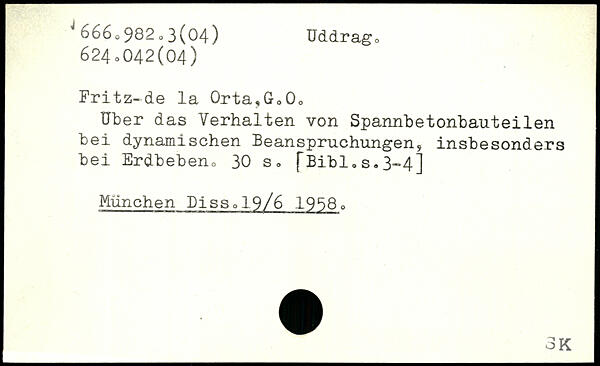 666.982.3(04) Uddrag.
624.042(04)
Fritz-de la Orta,G.O.
Uber das Verhalten von Spannbetonbauteilen
bei dynamischen Beanspruchungen, insbesonders
bei Erdbeben. 30 s. [Bibl.s.3-4]
München Diss.19/6 1958.
SK